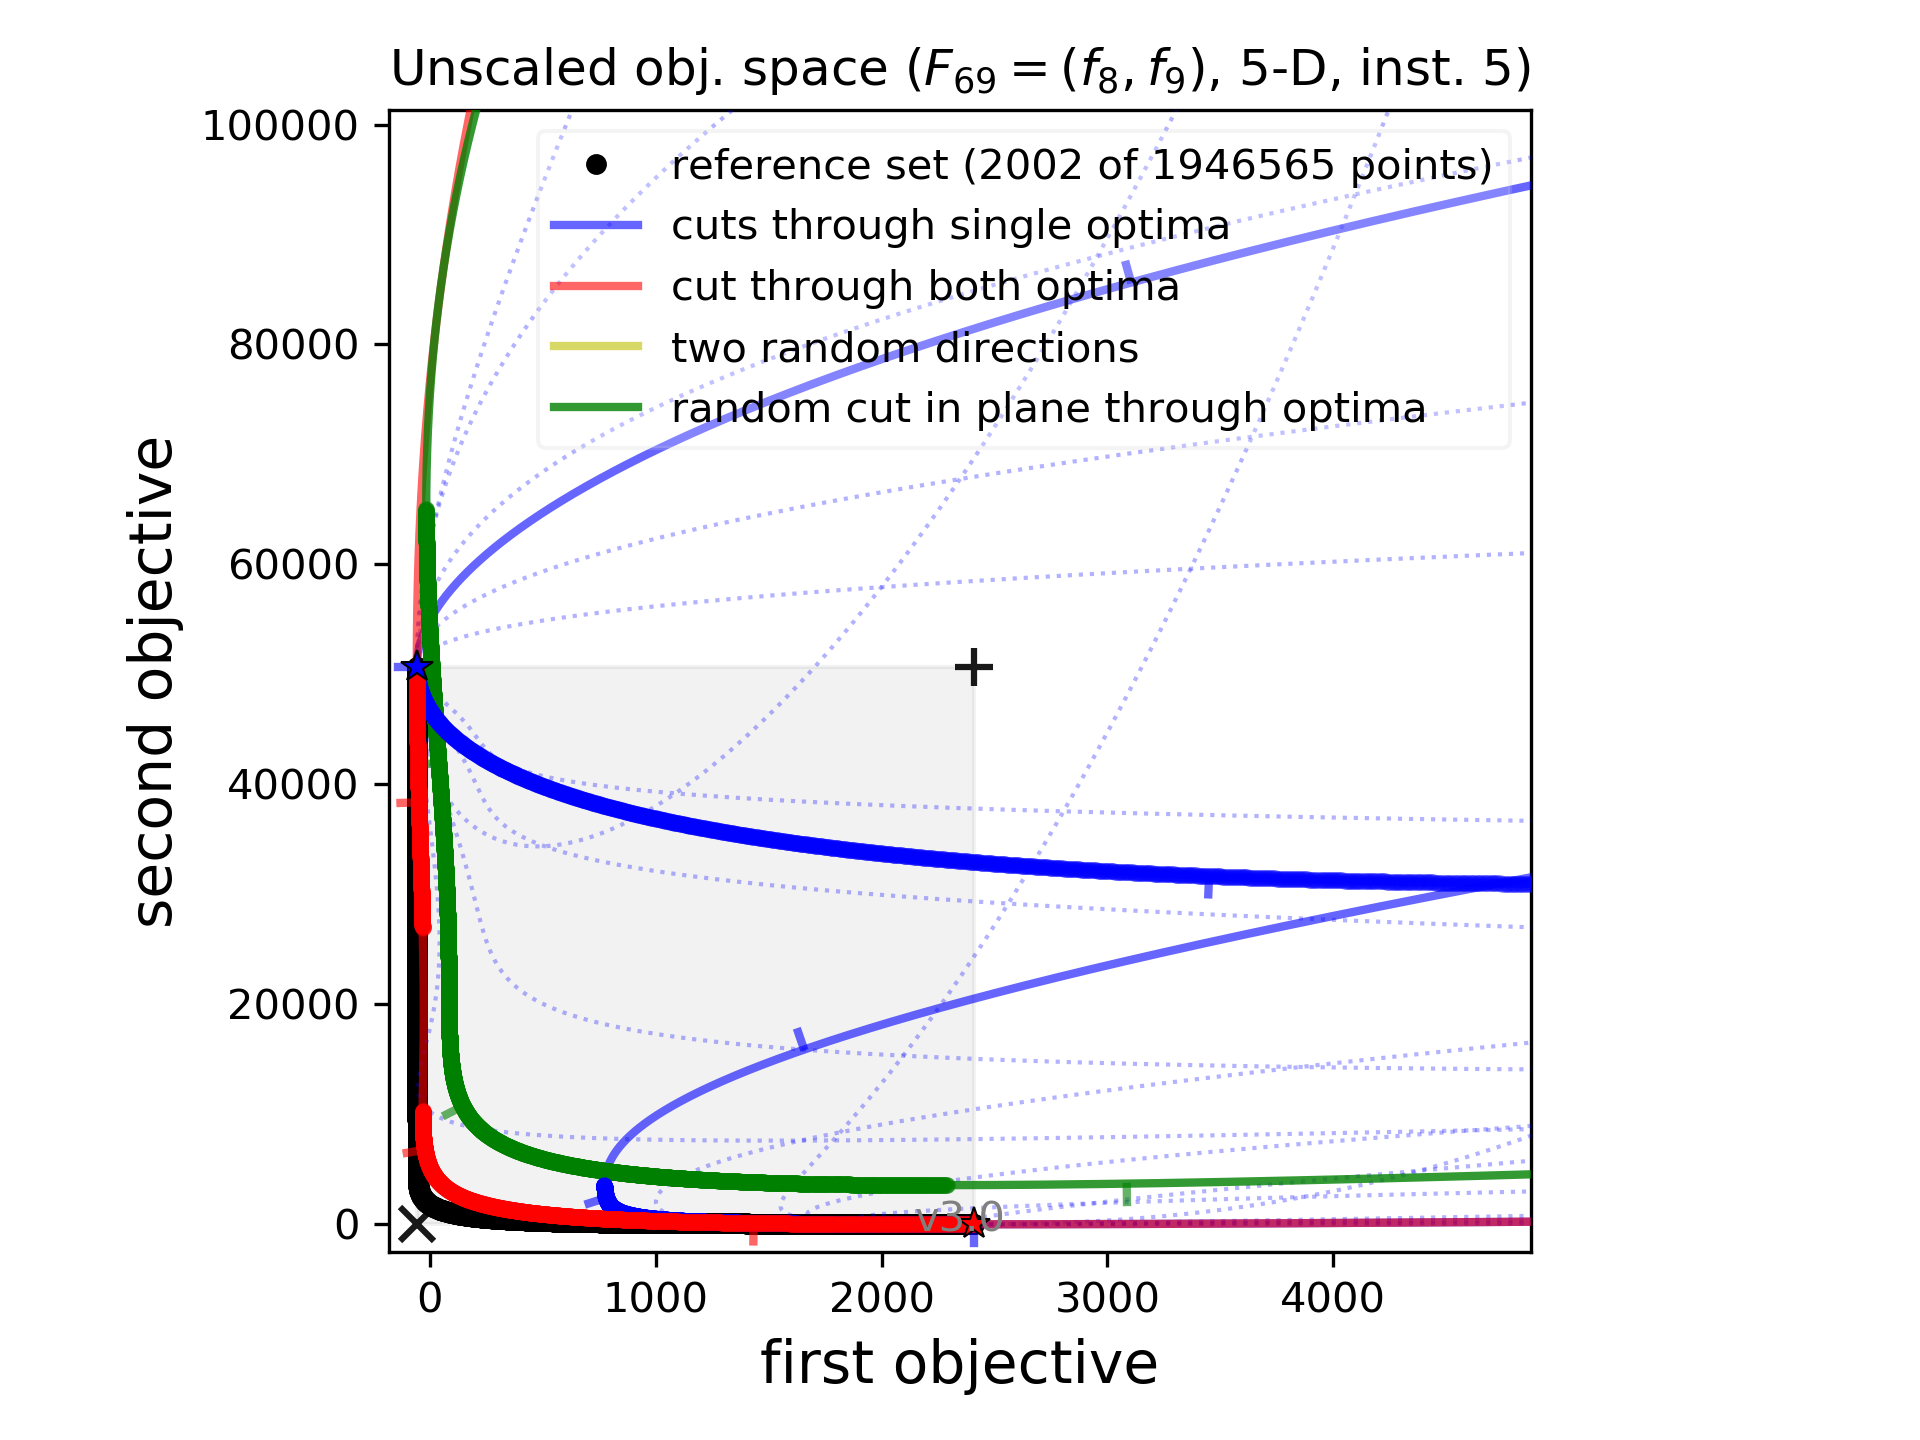 Unscaled obj. space (F69 = (f8, f9), 5-D, inst. 5)
100000
80000
60000
40000
20000
0
second objective
reference set (2002 of 1946565 points)
cuts through single optima
cut through both optima
two random directions
random cut in plane through optima
v3.0
0 1000 2000 3000 4000
first objective